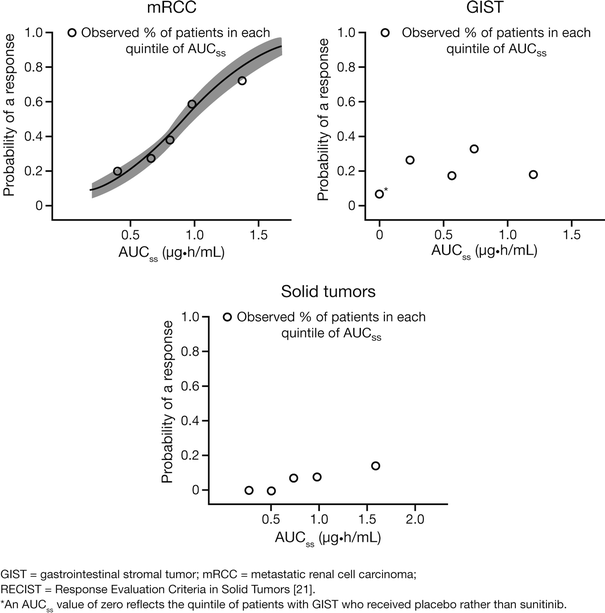 mRCC
Observed % of patients in each
quintile of AUCss
Probability of a response
1.0
0.8
0.6
0.4
0.2
0
0.5
1.0
1.5
AUCss (µg•h/mL)
GIST
Observed % of patients in each
quintile of AUCss
Probability of a response
1.0
0.8
0.6
0.4
0.2
0
*
0
0.5
1.0
1.5
AUCss (µg•h/mL)
Solid tumors
Observed % of patients in each
quintile of AUCss
Probability of a response
1.0
0.8
0.6
0.4
0.2
0
0.5
1.0
1.5
2.0
AUCss (µg•h/mL)
GIST = gastrointestinal stromal tumor; mRCC = metastatic renal cell carcinoma;
RECIST = Response Evaluation Criteria in Solid Tumors [21].
*An AUCss value of zero reflects the quintile of patients with GIST who received placebo rather than sunitinib.